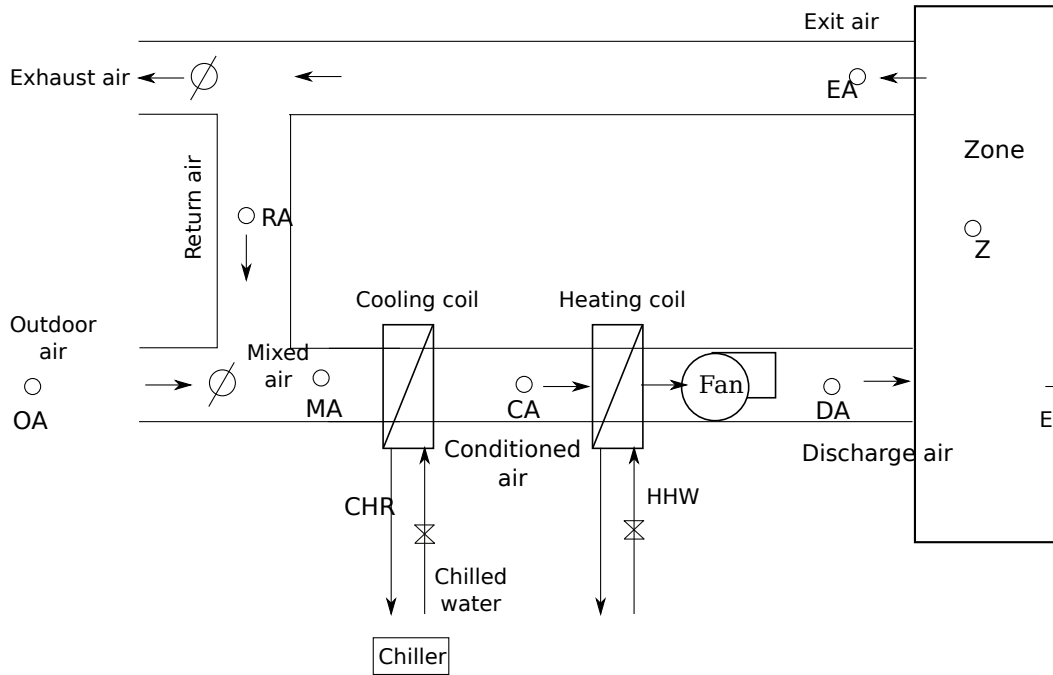 Exit air
Exhaust air
EA
Zone
Return air
RA
Z
Cooling coil
Heating coil
Outdoor
air
Mixed
air
Fan
OA
MA
CA
DA
E
Conditioned
air
Discharge air
CHR
HHW
Chilled
water
Chiller